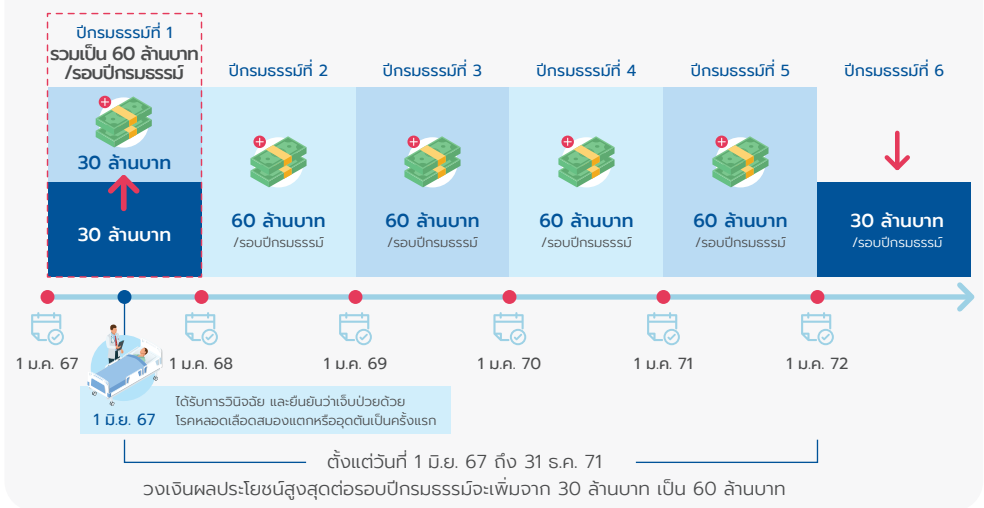 ปีกรมธรรม์ที่ 1
รวมเป็น 60 ล้านบาท
/รอบปีกรมธรรม์
ปีกรมธรรม์ที่ 2
ปีกรมธรรม์ที่ 3
ปีกรมธรรม์ที่ 4
ปีกรมธรรม์ที่ 5
ปีกรมธรรม์ที่ 6
30 ล้านบาท
30 ล้านบาท
60 ล้านบาท
/รอบปีกรมธรรม์
60 ล้านบาท
/รอบปีกรมธรรม์
60 ล้านบาท
/รอบปีกรมธรรม์
60 ล้านบาท
/รอบปีกรมธรรม์
30 ล้านบาท
/รอบปีกรมธรรม์
1 ม.ค. 67
1 ม.ค. 68
1 ม.ค. 69
1 ม.ค. 70
1 ม.ค. 71
1 ม.ค. 72
1 มิ.ย. 67
ได้รับการวินิจฉัย และยืนยันว่าเจ็บป่วยด้วย
โรคหลอดเลือดสมองแตกหรืออุดตันเป็นครั้งแรก
ตั้งแต่วันที่ 1 มิ.ย. 67 ถึง 31 ธ.ค. 71
วงเงินผลประโยชน์สูงสุดต่อรอบปีกรมธรรม์จะเพิ่มจาก 30 ล้านบาท เป็น 60 ล้านบาท